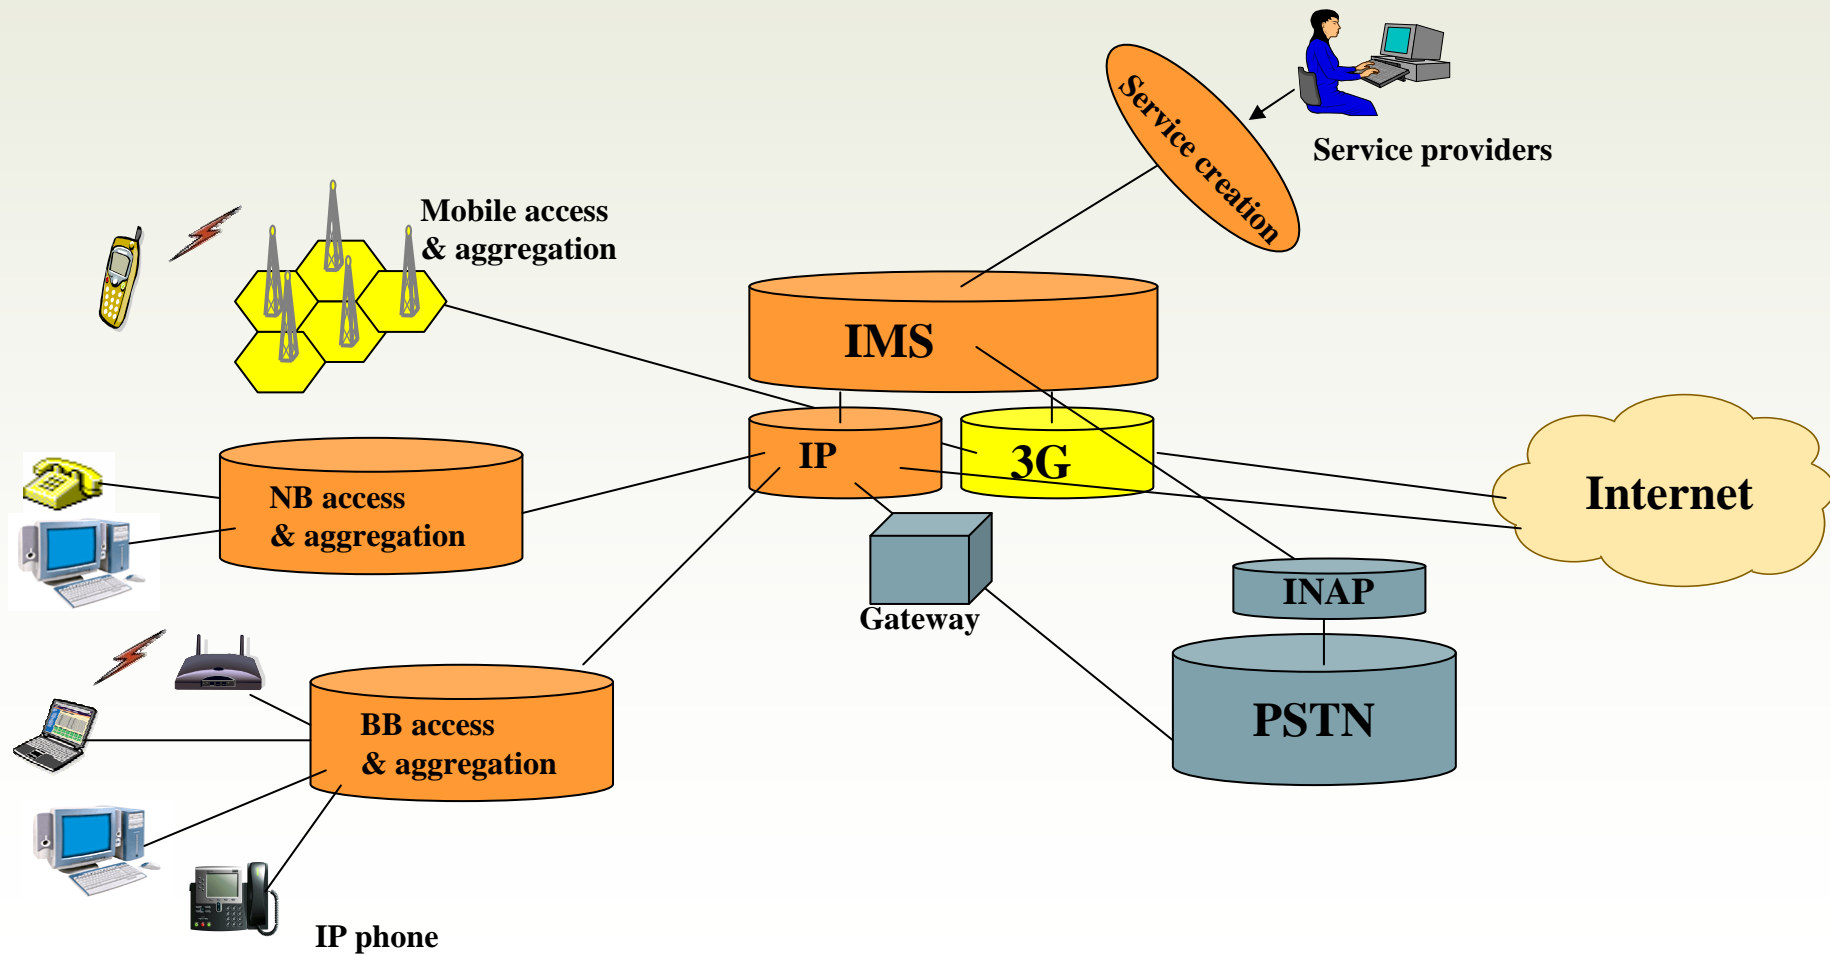 Service creation
Service providers
Mobile access
& aggregation
IMS
IP
3G
Internet
NB access
& aggregation
Gateway
INAP
BB access
& aggregation
PSTN
IP phone